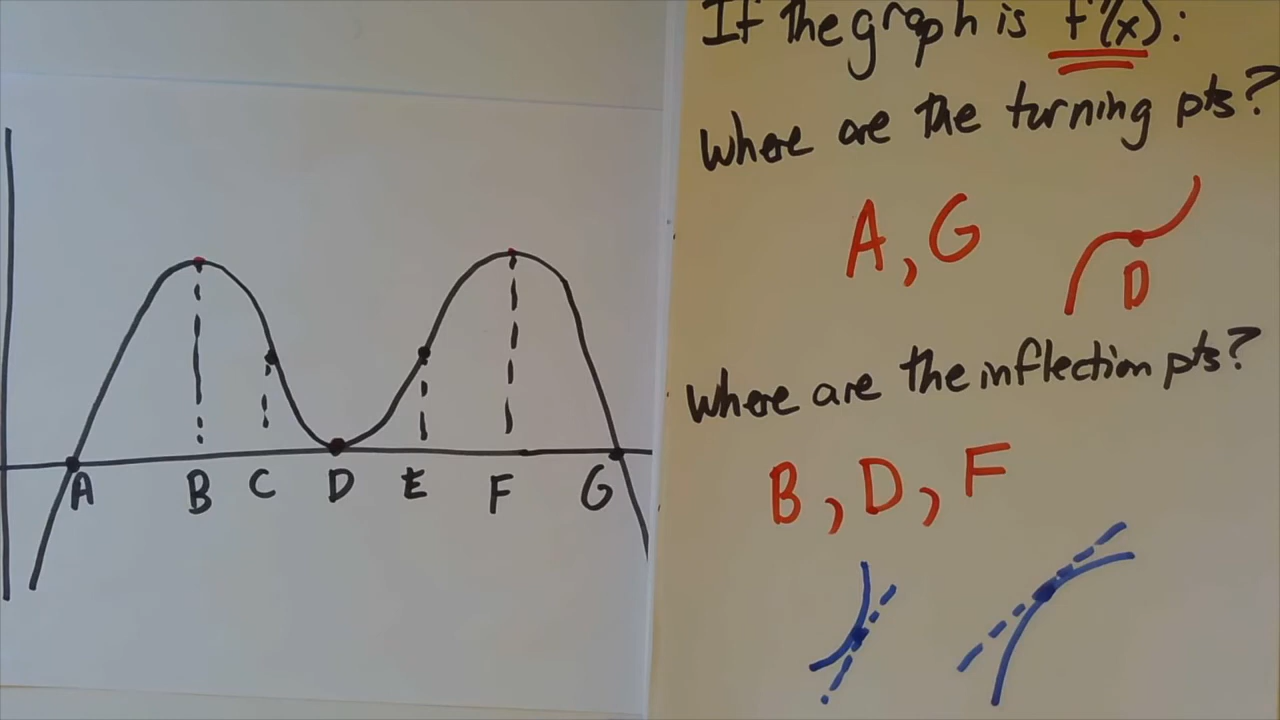 If the graph is f'(x):
Where are the turning pts?
A, G
D
Where are the inflection pts?
B, D, F
A B C D E F G